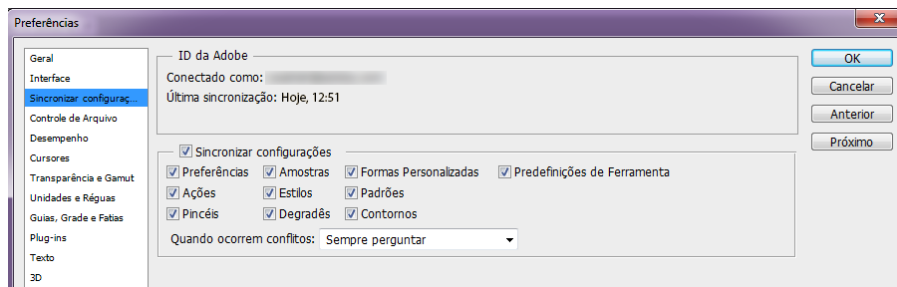 Preferências
Geral
Interface
Sincronizar configuraç...
Controle de Arquivo
Desempenho
Cursores
Transparência e Gamut
Unidades e Réguas
Guias, Grade e Fatias
Plug-ins
Texto
3D
ID da Adobe
Conectado como:
Última sincronização: Hoje, 12:51
Sincronizar configurações
Preferências Amostras Formas Personalizadas Predefinições de Ferramenta
Ações Estilos Padrões
Pincéis Degradês Contornos
Quando ocorrem conflitos: Sempre perguntar
OK
Cancelar
Anterior
Próximo